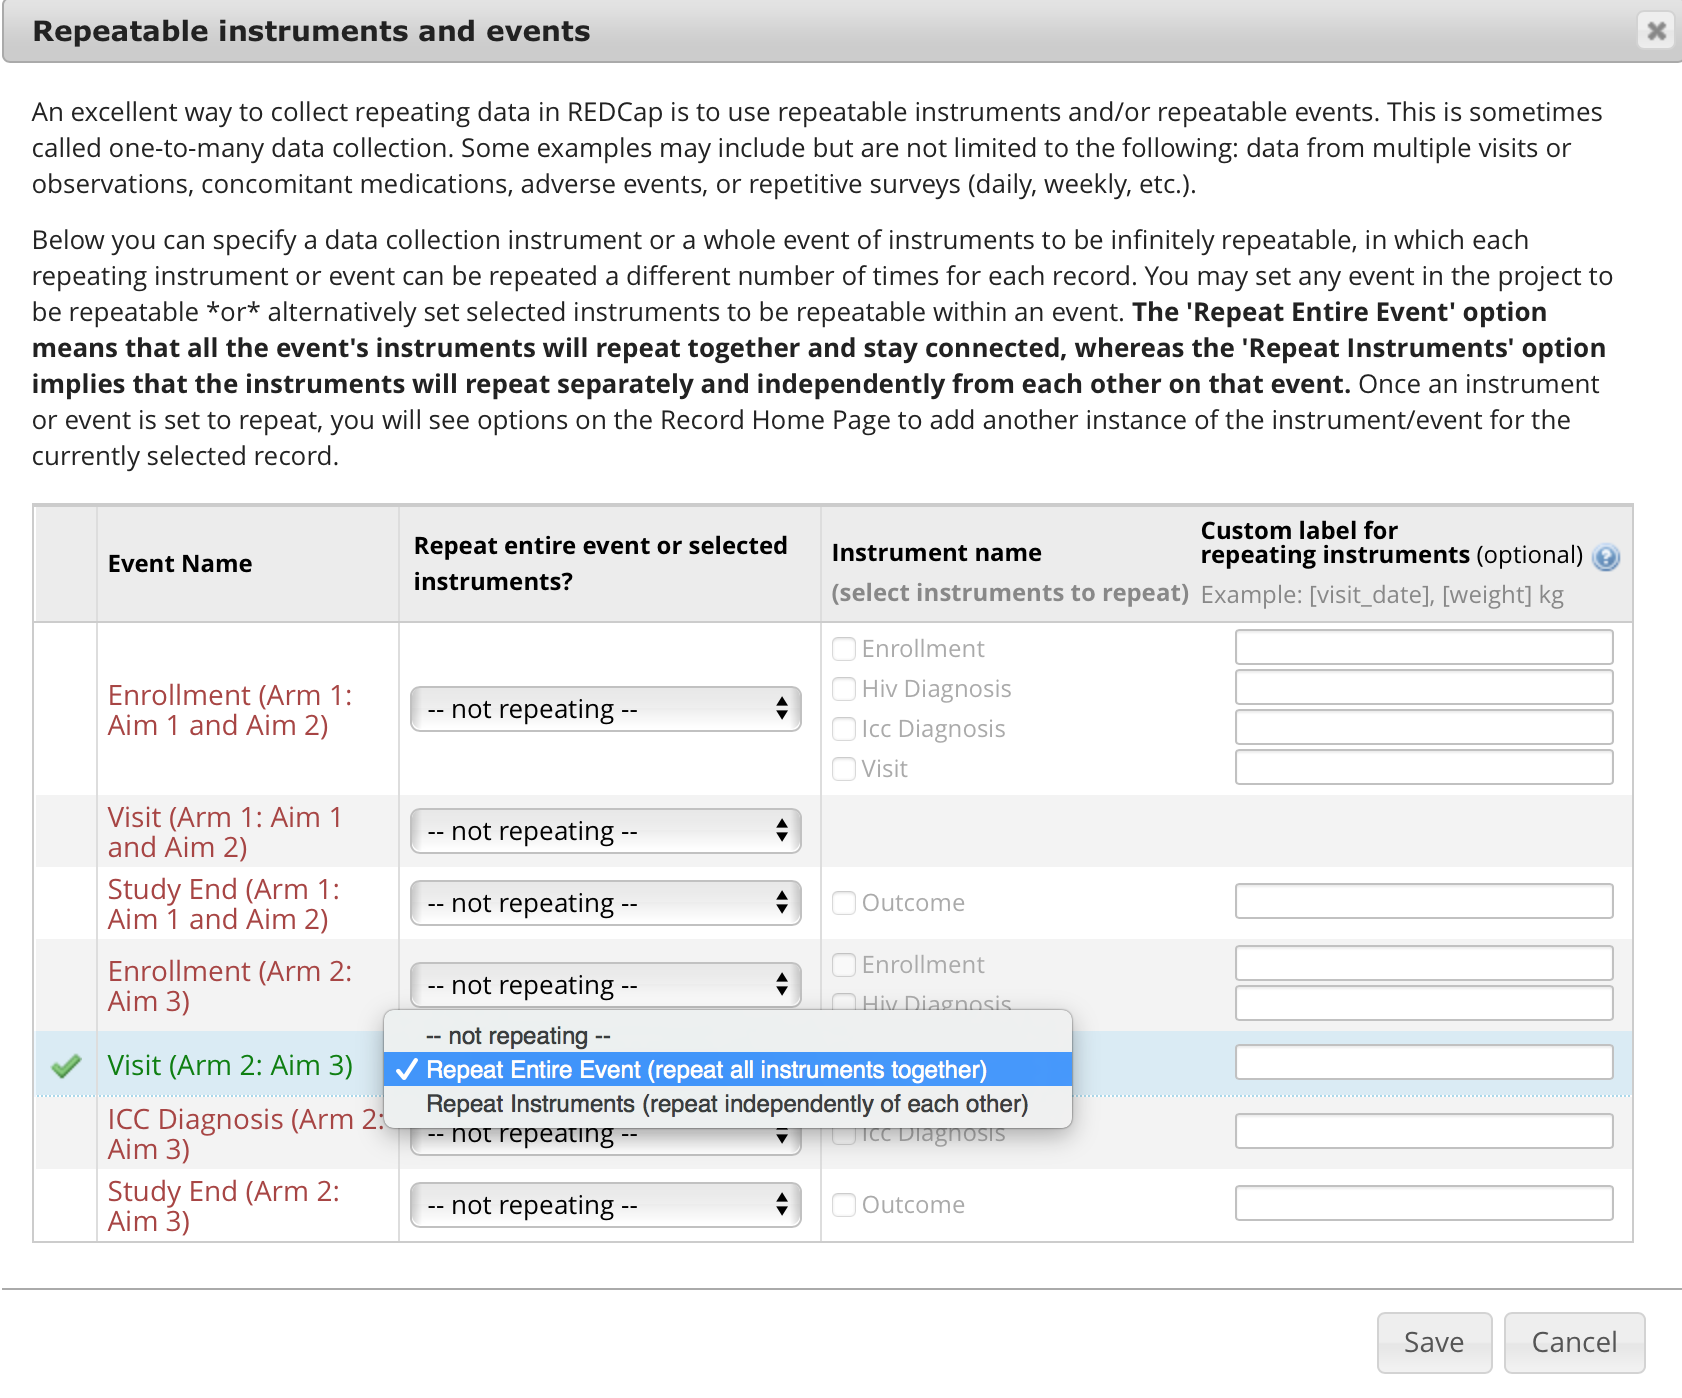 Repeatable instruments and events
An excellent way to collect repeating data in REDCap is to use repeatable instruments and/or repeatable events. This is sometimes
called one-to-many data collection. Some examples may include but are not limited to the following: data from multiple visits or
observations, concomitant medications, adverse events, or repetitive surveys (daily, weekly, etc.).
Below you can specify a data collection instrument or a whole event of instruments to be infinitely repeatable, in which each
repeating instrument or event can be repeated a different number of times for each record. You may set any event in the project to
be repeatable *or* alternatively set selected instruments to be repeatable within an event. The 'Repeat Entire Event' option
means that all the event's instruments will repeat together and stay connected, whereas the 'Repeat Instruments' option
implies that the instruments will repeat separately and independently from each other on that event. Once an instrument
or event is set to repeat, you will see options on the Record Home Page to add another instance of the instrument/event for the
currently selected record.
Event Name
Repeat entire event or selected
instruments?
Instrument name
(select instruments to repeat)
Custom label for
repeating instruments (optional) ?
Example: [visit_date], [weight] kg
Enrollment (Arm 1:
Aim 1 and Aim 2)
-- not repeating --
Enrollment
Hiv Diagnosis
Icc Diagnosis
Visit
Visit (Arm 1: Aim 1
and Aim 2)
-- not repeating --
Study End (Arm 1:
Aim 1 and Aim 2)
-- not repeating --
Outcome
Enrollment (Arm 2:
Aim 3)
-- not repeating --
Enrollment
Hiv Diagnosis
Visit (Arm 2: Aim 3)
-- not repeating --
Repeat Entire Event (repeat all instruments together)
Repeat Instruments (repeat independently of each other)
ICC Diagnosis (Arm 2:
Aim 3)
-- not repeating --
Icc Diagnosis
Study End (Arm 2:
Aim 3)
-- not repeating --
Outcome
Save
Cancel